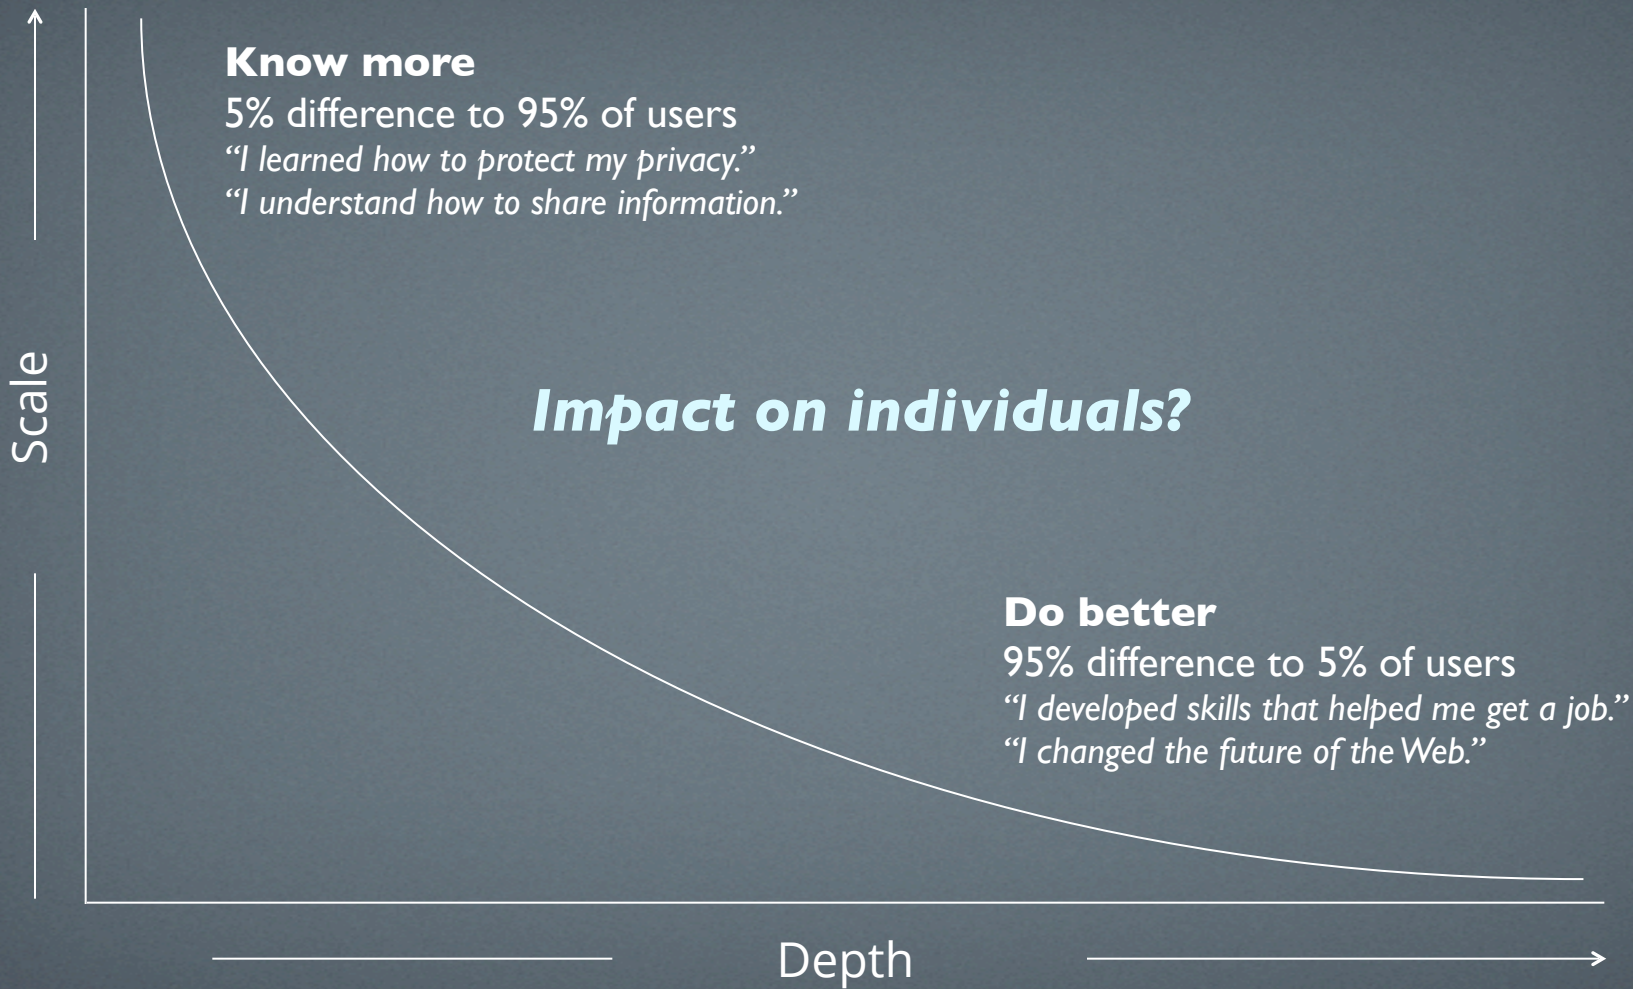 Know more
5% difference to 95% of users
“I learned how to protect my privacy.”
“I understand how to share information.”
Scale
Impact on individuals?
Do better
95% difference to 5% of users
“I developed skills that helped me get a job.”
“I changed the future of the Web.”
Depth